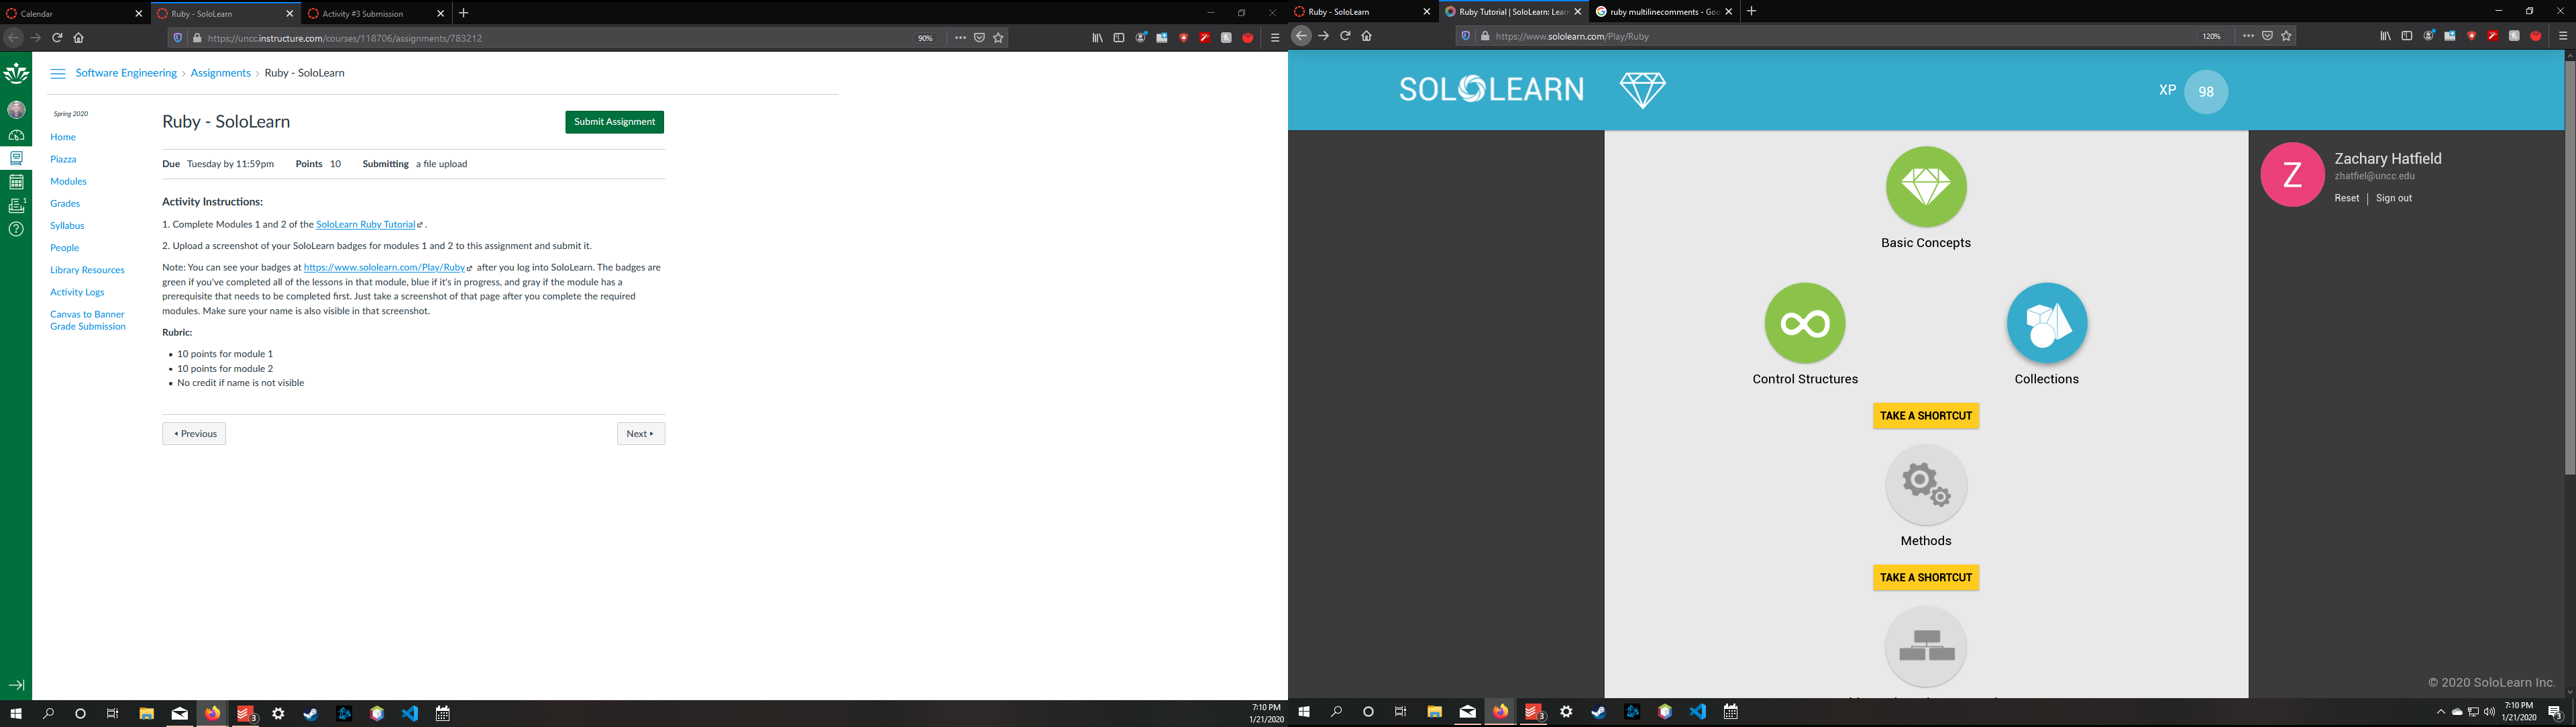 Calendar
Ruby - SoloLearn
Activity #3 Submission
https://uncc.instructure.com/courses/118706/assignments/783212
90%
Software Engineering › Assignments › Ruby - SoloLearn
Spring 2020
Home
Piazza
Modules
Grades
Syllabus
People
Library Resources
Activity Logs
Canvas to Banner
Grade Submission
1
Ruby - SoloLearn
Submit Assignment
Due Tuesday by 11:59pm Points 10 Submitting a file upload
Activity Instructions:
1. Complete Modules 1 and 2 of the SoloLearn Ruby Tutorial .
2. Upload a screenshot of your SoloLearn badges for modules 1 and 2 to this assignment and submit it.
Note: You can see your badges at https://www.sololearn.com/Play/Ruby after you log into SoloLearn. The badges are
green if you've completed all of the lessons in that module, blue if it's in progress, and gray if the module has a
prerequisite that needs to be completed first. Just take a screenshot of that page after you complete the required
modules. Make sure your name is also visible in that screenshot.
Rubric:
10 points for module 1
10 points for module 2
No credit if name is not visible
Previous
Next
3
7:10 PM
1/21/2020
Ruby - SoloLearn
Ruby Tutorial | SoloLearn: Lear
ruby multilinecomments - Goo
https://www.sololearn.com/Play/Ruby
120%
SOLOLEARN
XP 98
Z
Zachary Hatfield
zhatfiel@uncc.edu
Reset | Sign out
Basic Concepts
Control Structures
Collections
TAKE A SHORTCUT
Methods
TAKE A SHORTCUT
© 2020 SoloLearn Inc.
3
7:10 PM
1/21/2020
3